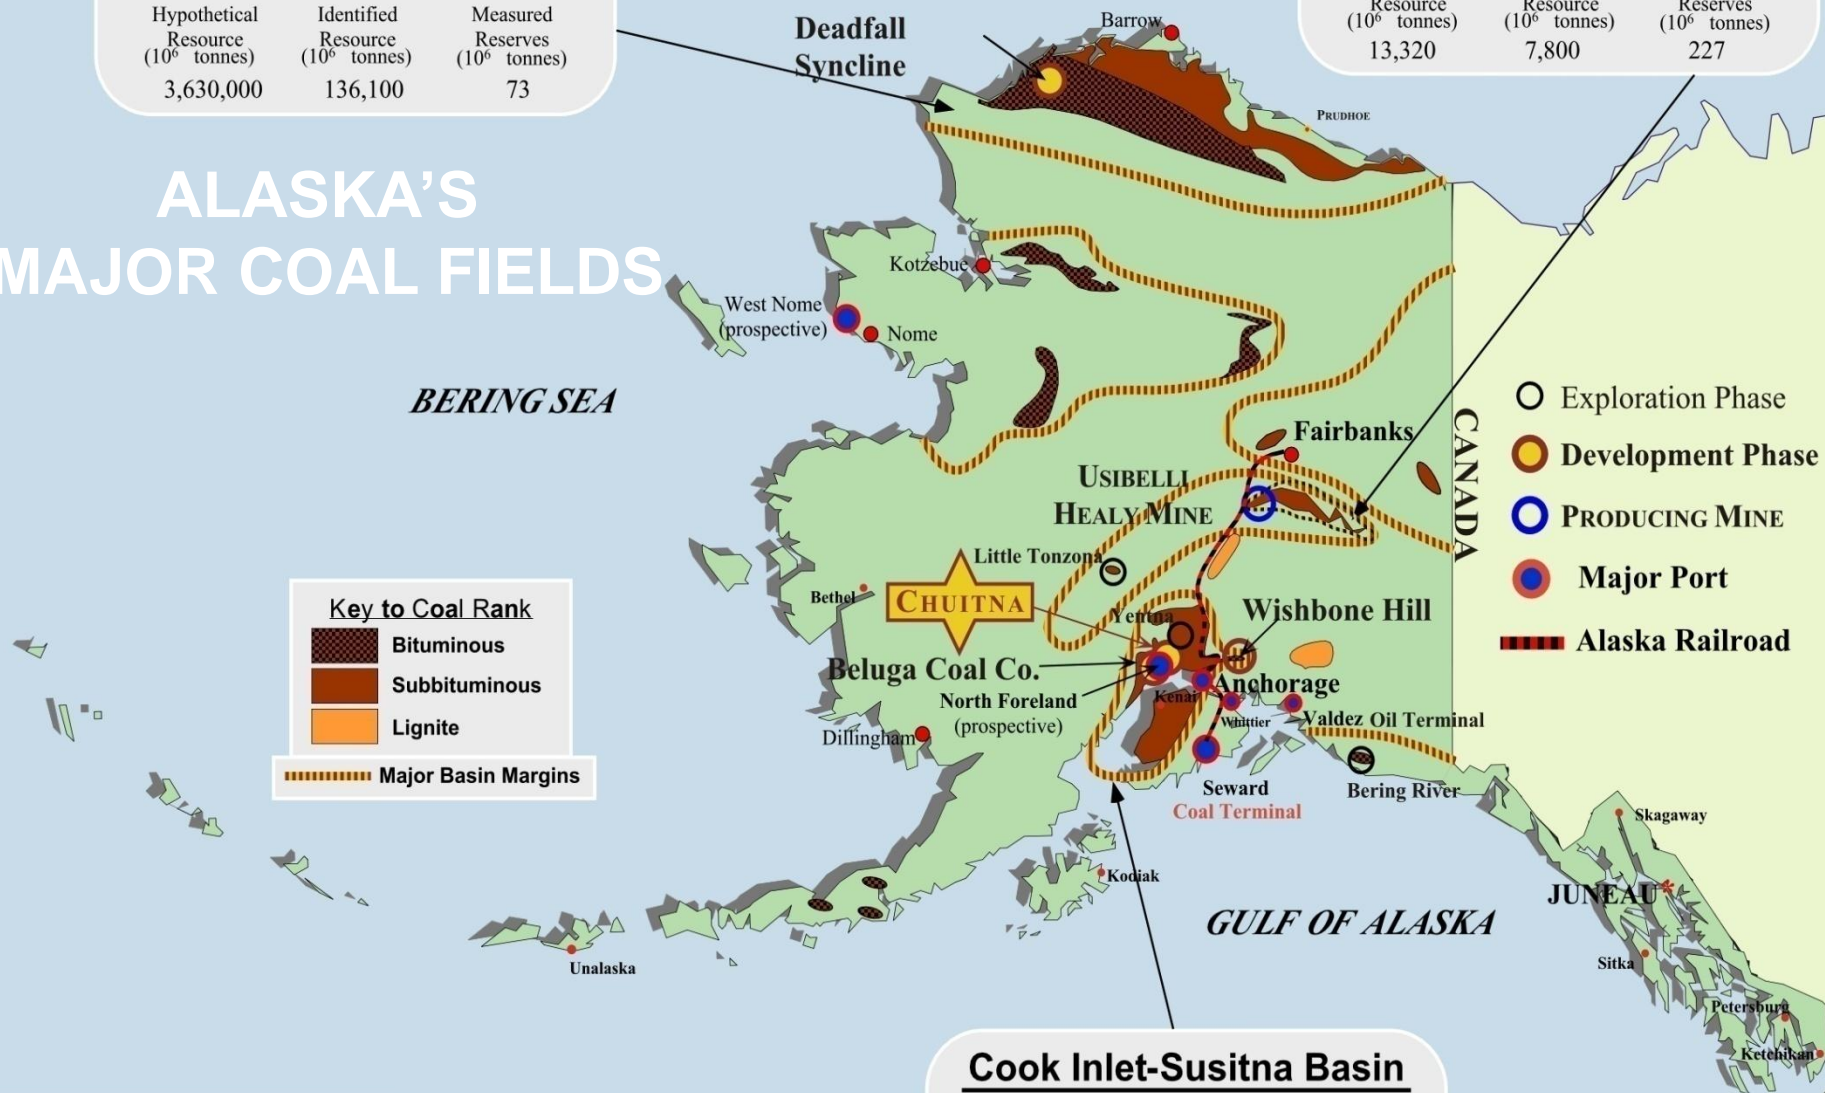 Hypothetical Identified Measured
Resource Resource Reserves
(10⁶ tonnes) (10⁶ tonnes) (10⁶ tonnes)
3,630,000 136,100 73
Resource Resource Reserves
(10⁶ tonnes) (10⁶ tonnes) (10⁶ tonnes)
13,320 7,800 227
ALASKA’S
MAJOR COAL FIELDS
Deadfall
Syncline
Barrow
PRUDHOE
Kotzebue
West Nome
(prospective)
Nome
BERING SEA
Fairbanks
CANADA
USIBELLI
HEALY MINE
Little Tonzona
Bethel
CHUITNA
Yentna
Wishbone Hill
Beluga Coal Co.
North Foreland
(prospective)
Kenai
Anchorage
Whittier
Valdez Oil Terminal
Dillingham
Seward
Coal Terminal
Bering River
Kodiak
GULF OF ALASKA
Unalaska
Skagaway
JUNEAU
Sitka
Petersburg
Ketchikan
Exploration Phase
Development Phase
PRODUCING MINE
Major Port
Alaska Railroad
Key to Coal Rank
Bituminous
Subbituminous
Lignite
Major Basin Margins
Cook Inlet-Susitna Basin